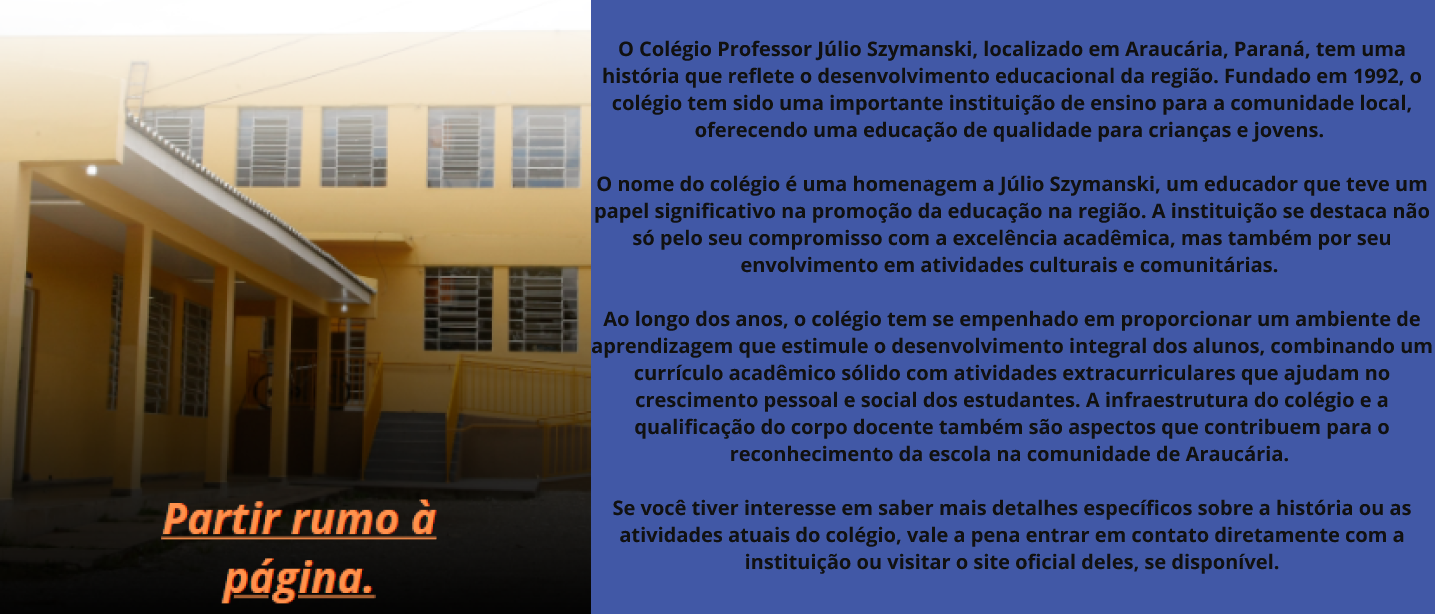 Partir rumo à
página.
O Colégio Professor Júlio Szymanski, localizado em Araucária, Paraná, tem uma
história que reflete o desenvolvimento educacional da região. Fundado em 1992, o
colégio tem sido uma importante instituição de ensino para a comunidade local,
oferecendo uma educação de qualidade para crianças e jovens.
O nome do colégio é uma homenagem a Júlio Szymanski, um educador que teve um
papel significativo na promoção da educação na região. A instituição se destaca não
só pelo seu compromisso com a excelência acadêmica, mas também por seu
envolvimento em atividades culturais e comunitárias.
Ao longo dos anos, o colégio tem se empenhado em proporcionar um ambiente de
aprendizagem que estimule o desenvolvimento integral dos alunos, combinando um
currículo acadêmico sólido com atividades extracurriculares que ajudam no
crescimento pessoal e social dos estudantes. A infraestrutura do colégio e a
qualificação do corpo docente também são aspectos que contribuem para o
reconhecimento da escola na comunidade de Araucária.
Se você tiver interesse em saber mais detalhes específicos sobre a história ou as
atividades atuais do colégio, vale a pena entrar em contato diretamente com a
instituição ou visitar o site oficial deles, se disponível.